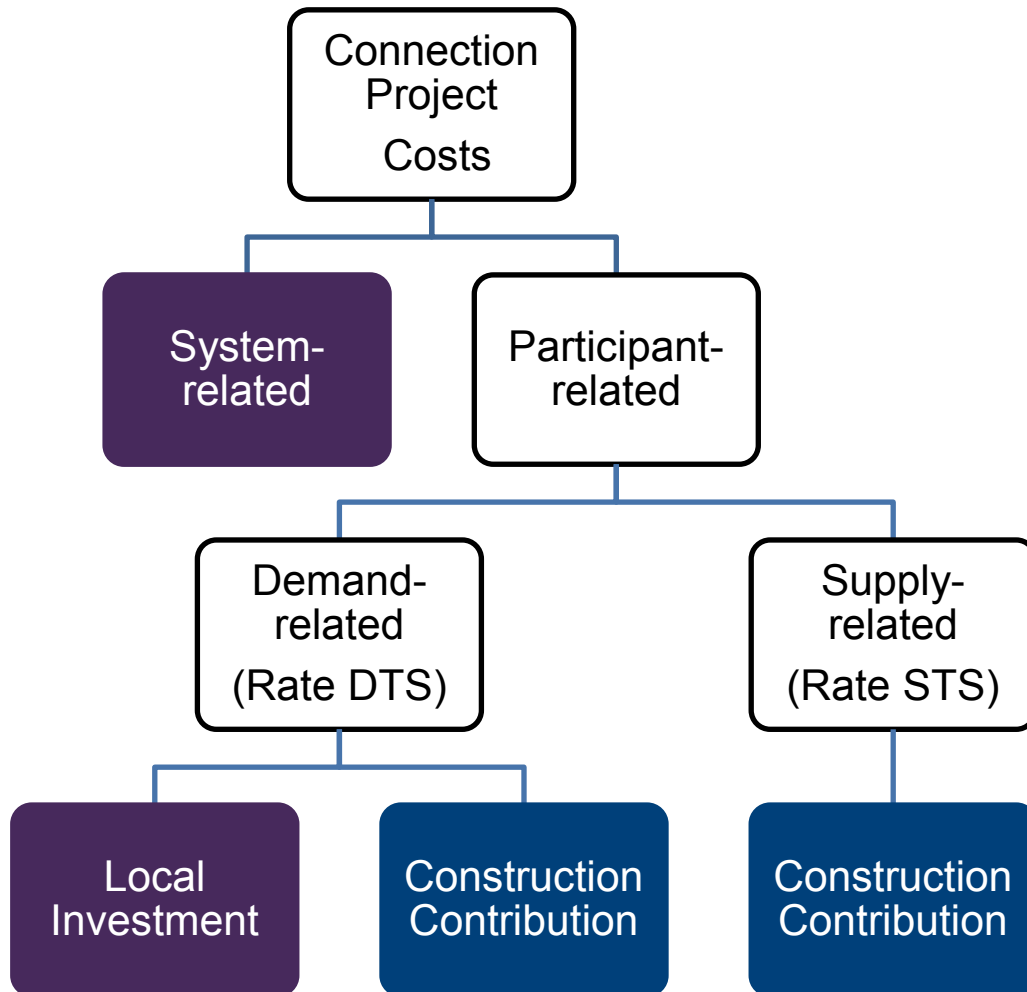 Connection
Project
Costs
System-
related
Participant-
related
Demand-
related
(Rate DTS)
Supply-
related
(Rate STS)
Local
Investment
Construction
Contribution
Construction
Contribution